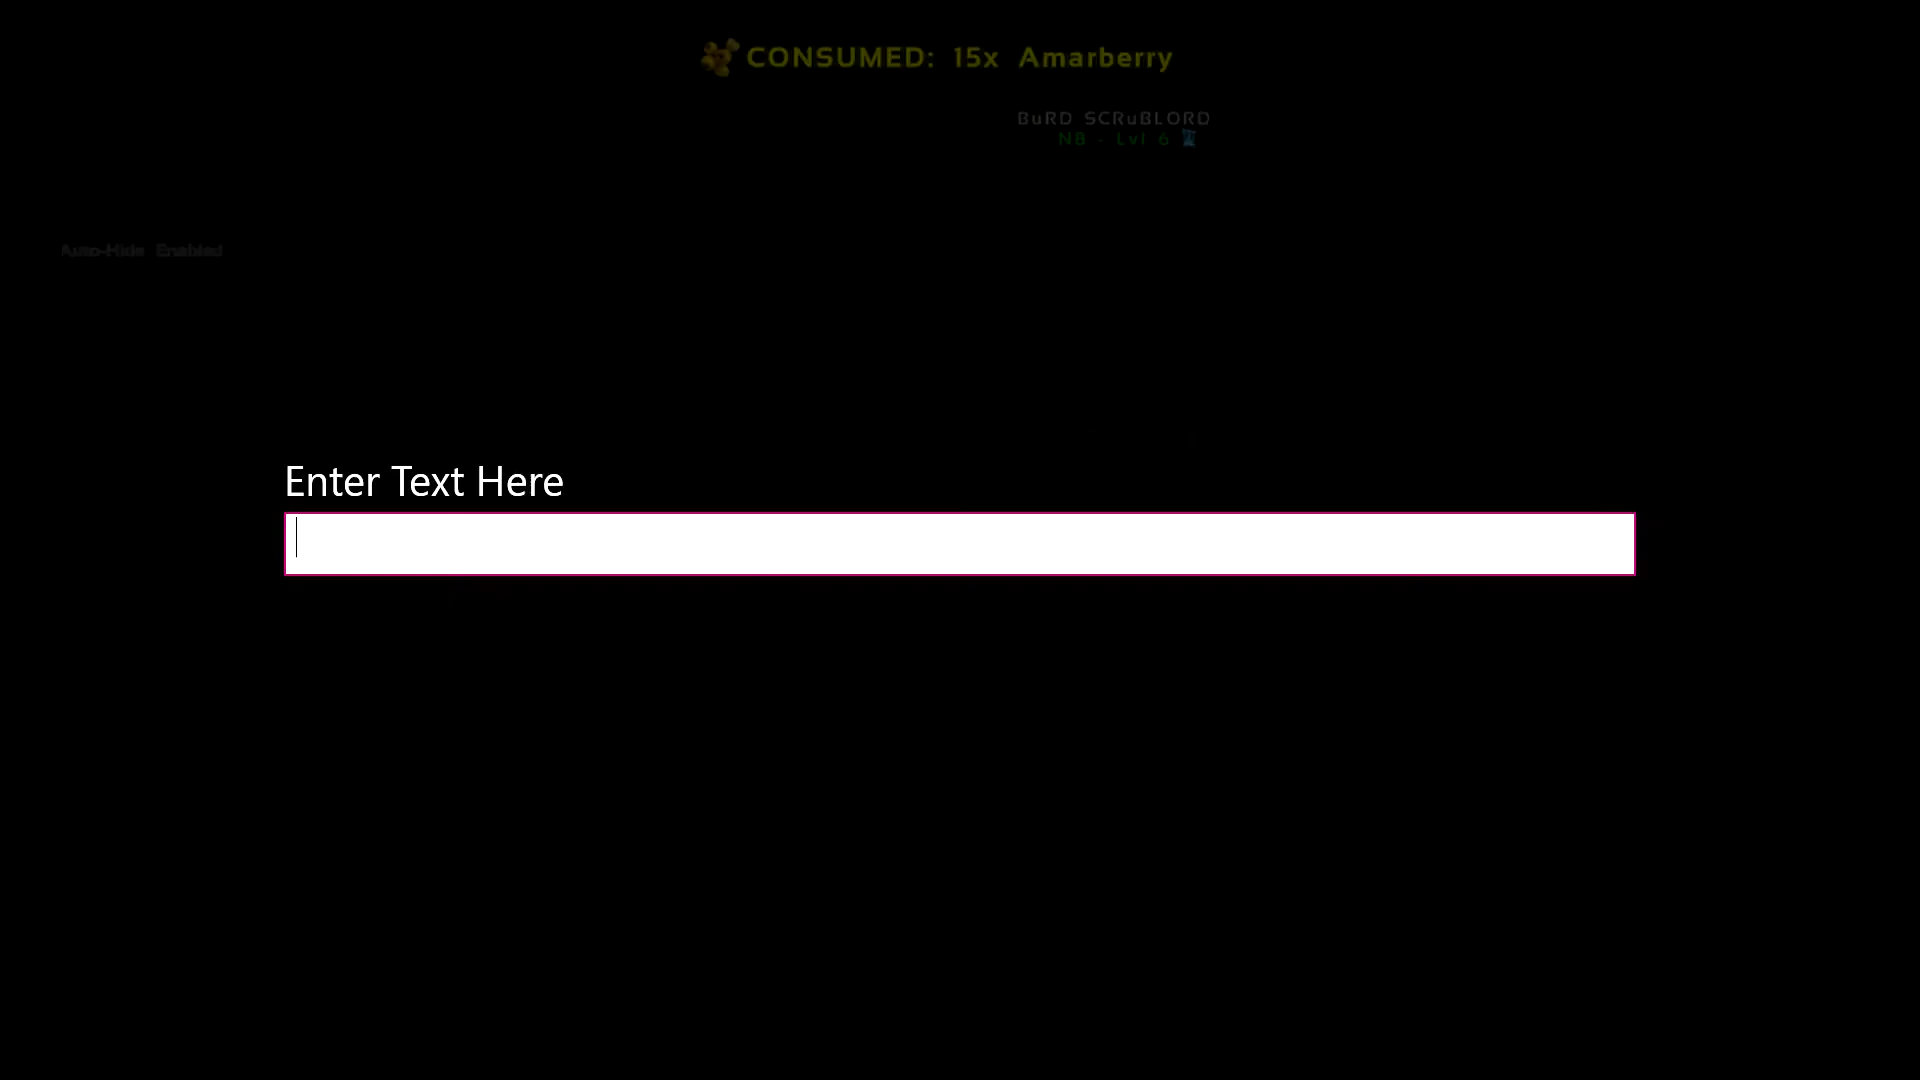 CONSUMED: 15x Amarberry
BuRD SCRuBLORD
N8 - Lvl 6
Auto-Hide Enabled
Enter Text Here